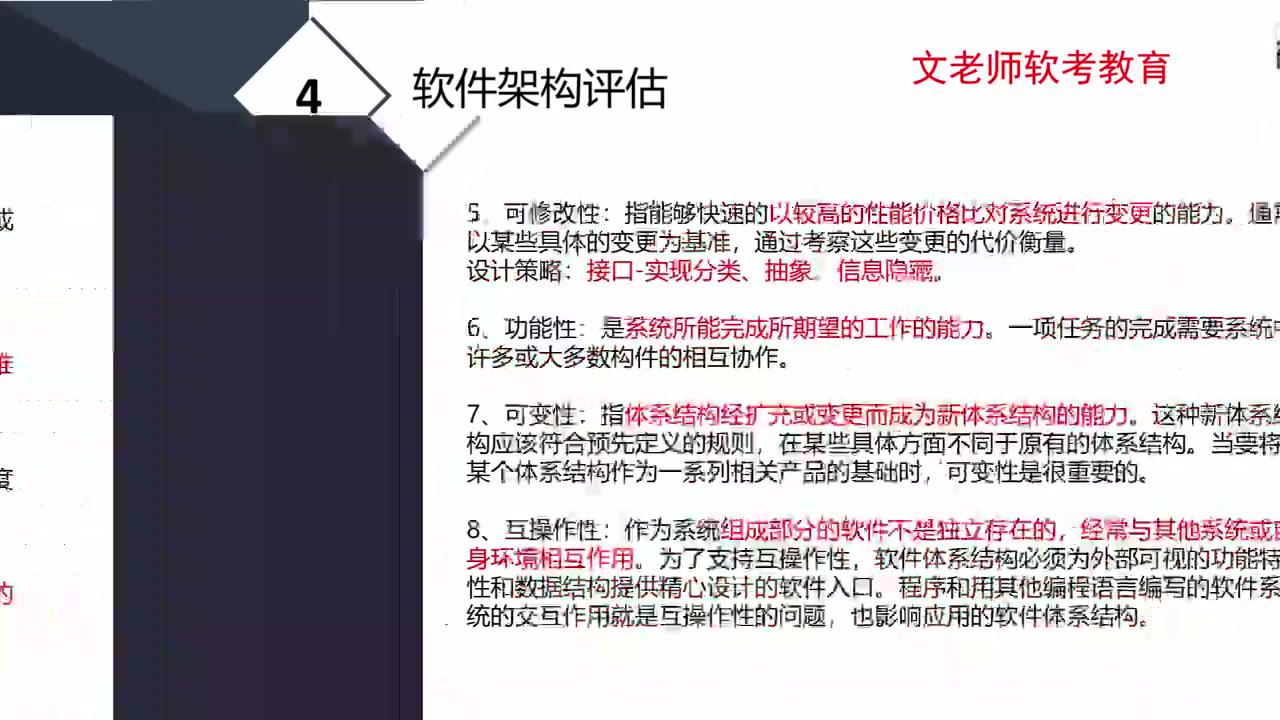 4
软件架构评估
文老师软考教育
或
准
度
的
5、可修改性：指能够快速的以较高的性能价格比对系统进行变更的能力。通
以某些具体的变更为基准，通过考察这些变更的代价衡量。
设计策略：接口-实现分类、抽象、信息隐藏。
6、功能性：是系统所能完成所期望的工作的能力。一项任务的完成需要系统中
许多或大多数构件的相互协作。
7、可变性：指体系结构经扩充或变更而成为新体系结构的能力。这种新体系
构应该符合预先定义的规则，在某些具体方面不同于原有的体系结构。当要将
某个体系结构作为一系列相关产品的基础时，可变性是很重要的。
8、互操作性：作为系统组成部分的软件不是独立存在的，经常与其他系统或
身环境相互作用。为了支持互操作性，软件体系结构必须为外部可视的功能特
性和数据结构提供精心设计的软件入口。程序和用其他编程语言编写的软件系
统的交互作用就是互操作性的问题，也影响应用的软件体系结构。